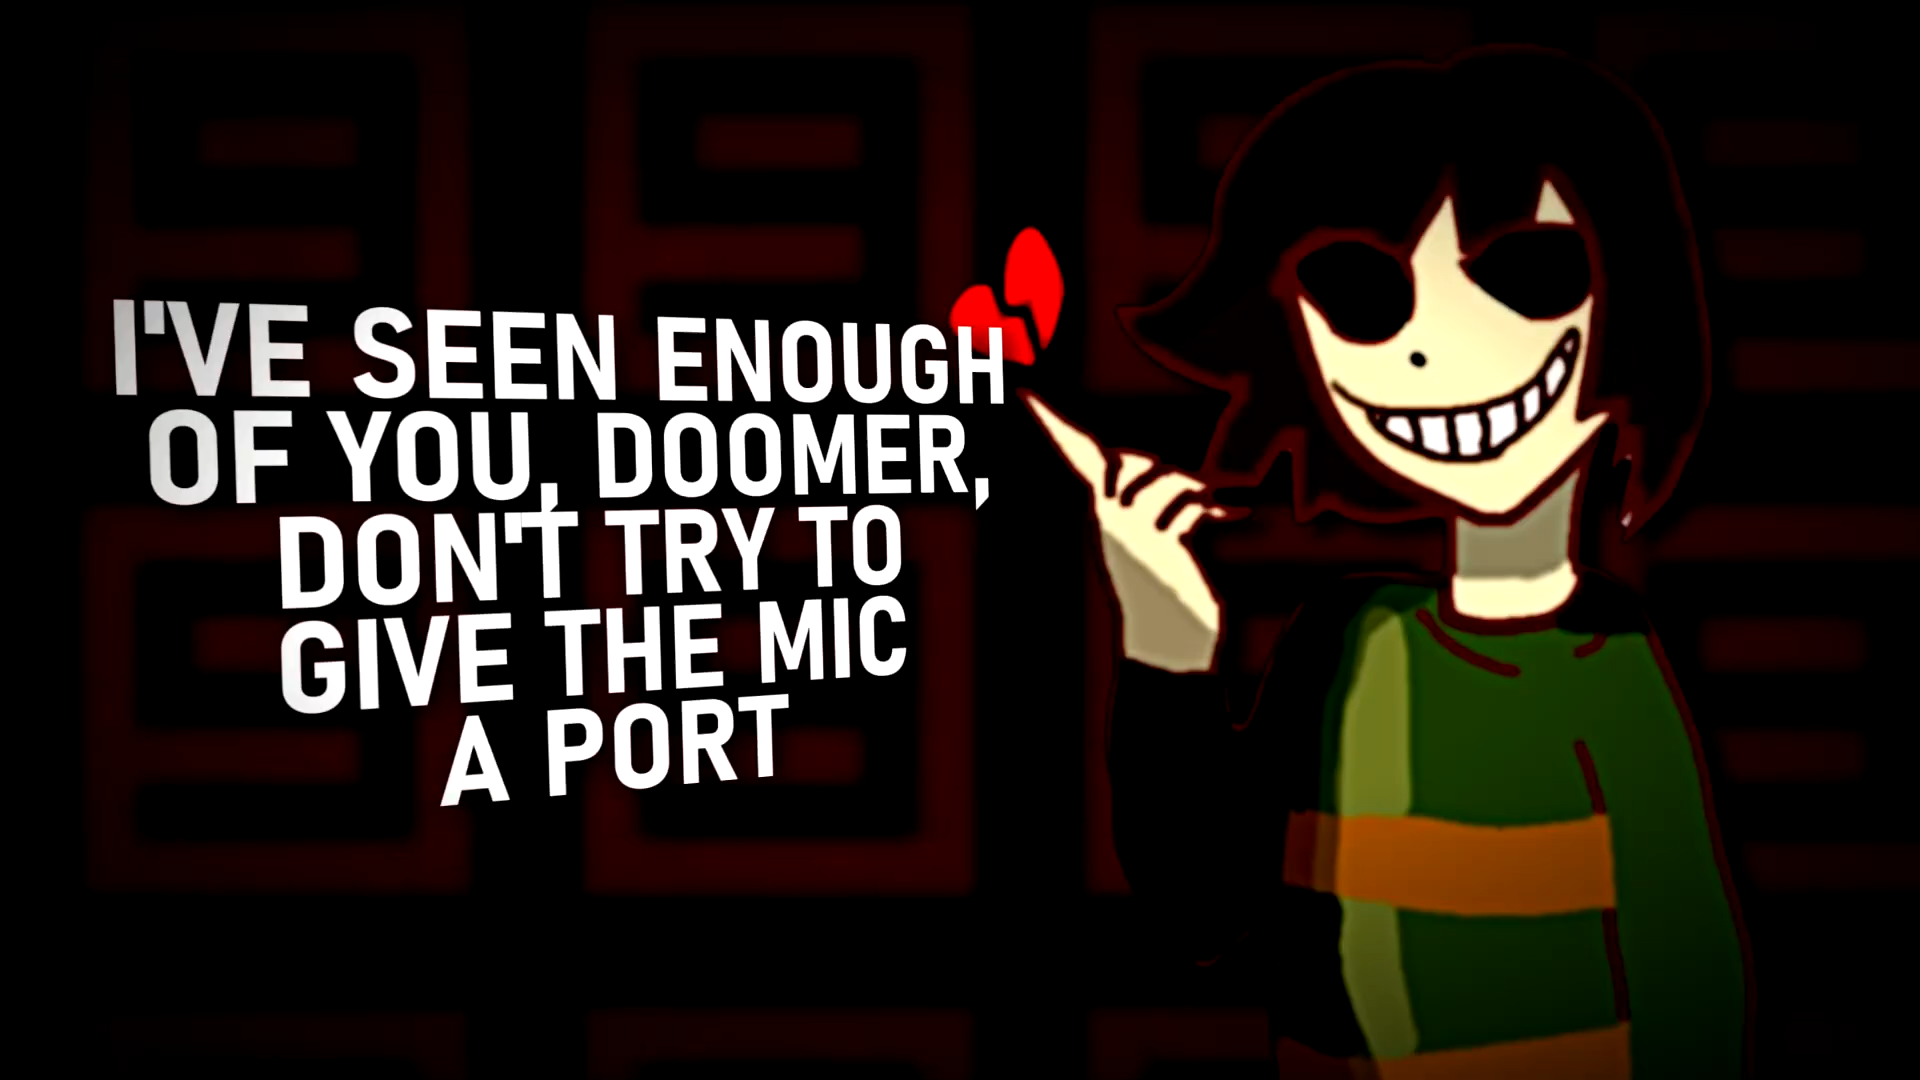 I'VE SEEN ENOUGH
OF YOU, DOOMER,
DON'T TRY TO
GIVE THE MIC
A PORT